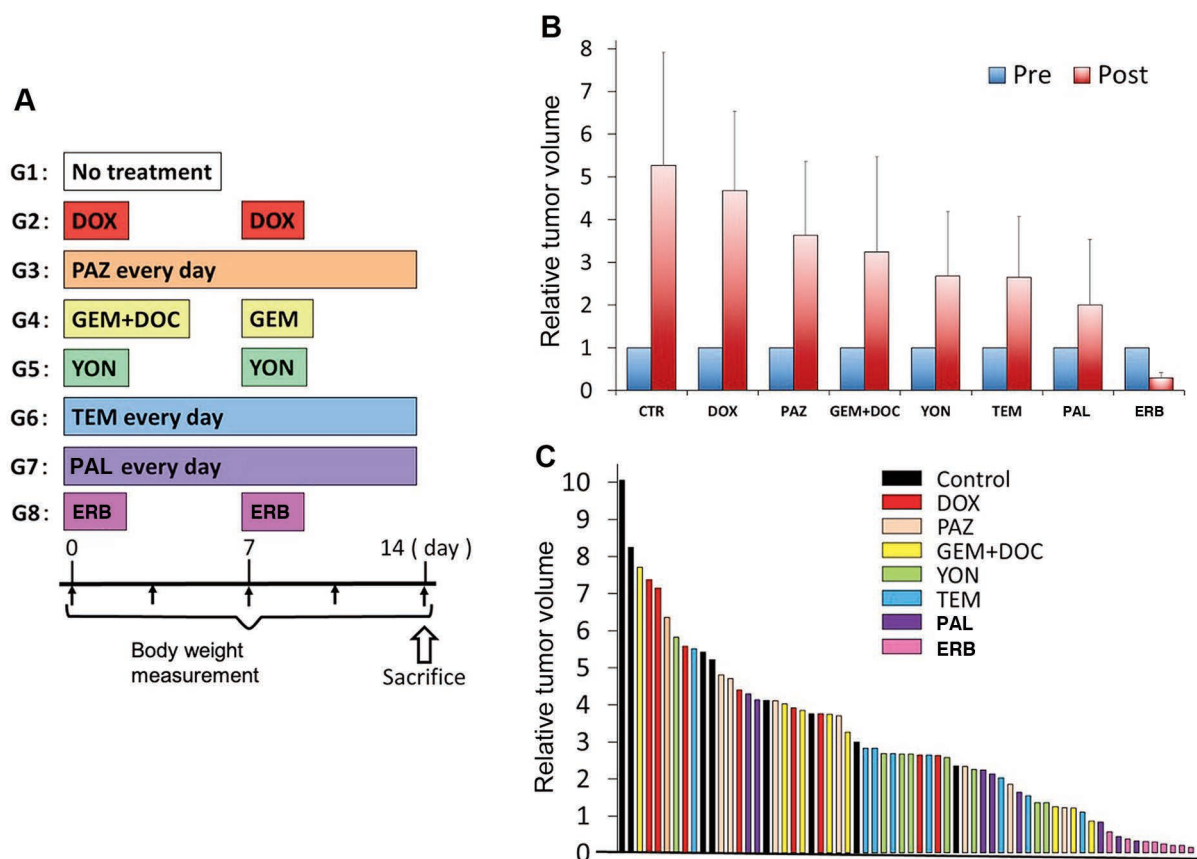 A
G1: No treatment
G2: DOX DOX
G3: PAZ every day
G4: GEM+DOC GEM
G5: YON YON
G6: TEM every day
G7: PAL every day
G8: ERB ERB
0 7 14 ( day )
Body weight
measurement
Sacrifice
B
Relative tumor volume
8
7
6
5
4
3
2
1
0
Pre Post
CTR DOX PAZ GEM+DOC YON TEM PAL ERB
C
Relative tumor volume
10
9
8
7
6
5
4
3
2
1
0
Control
DOX
PAZ
GEM+DOC
YON
TEM
PAL
ERB